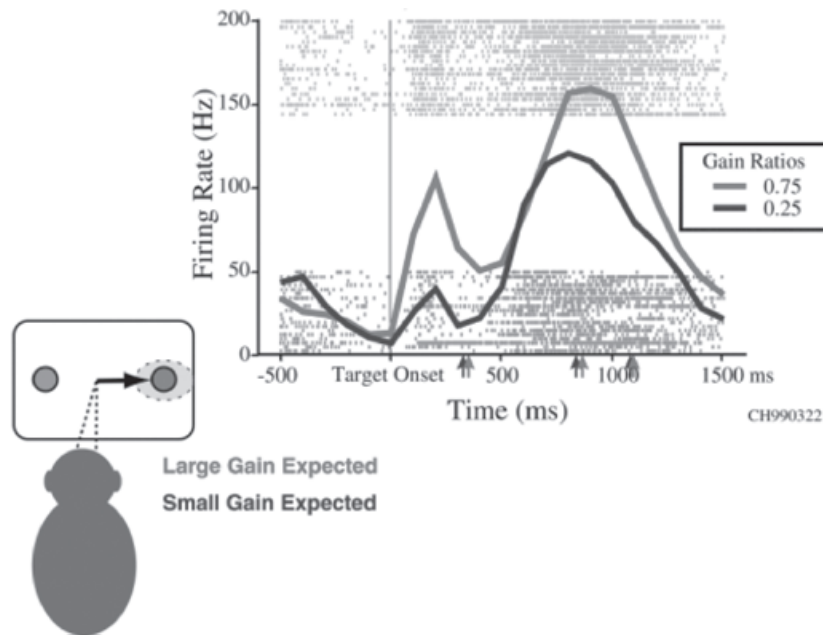 200
150
100
50
0
Firing Rate (Hz)
Gain Ratios
0.75
0.25
-500 Target Onset 500 1000 1500 ms
Time (ms)
CH990322
Large Gain Expected
Small Gain Expected